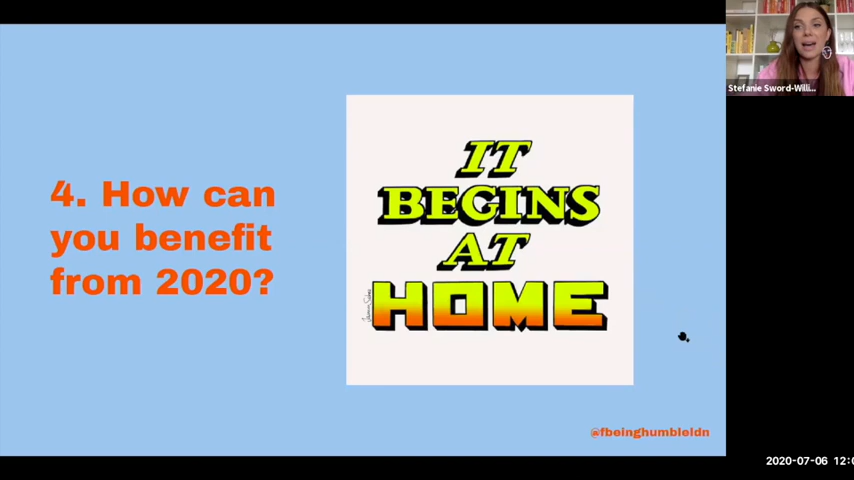 Stefanie Sword-Willi...
4. How can
you benefit
from 2020?
IT
BEGINS
AT
HOME
@fbeinghumbleldn
2020-07-06 12:0